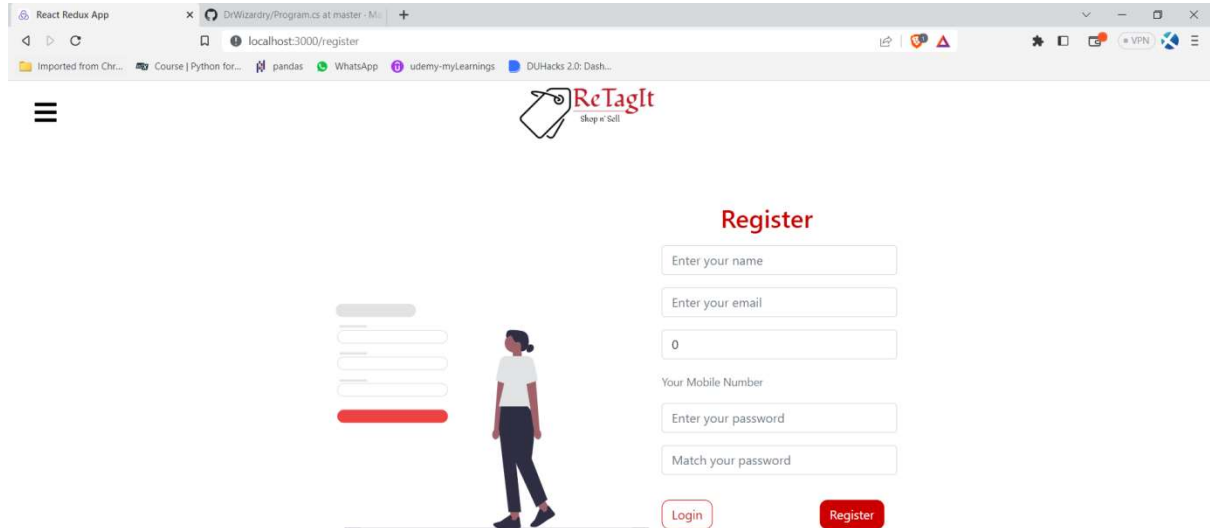 React Redux App
DrWizardry/Program.cs at master · Ma
localhost:3000/register
VPN
Imported from Chr... Course | Python for... pandas WhatsApp udemy-myLearnings DUHacks 2.0: Dash...
ReTagIt
Shop n' Sell
Register
Enter your name
Enter your email
0
Your Mobile Number
Enter your password
Match your password
Login Register